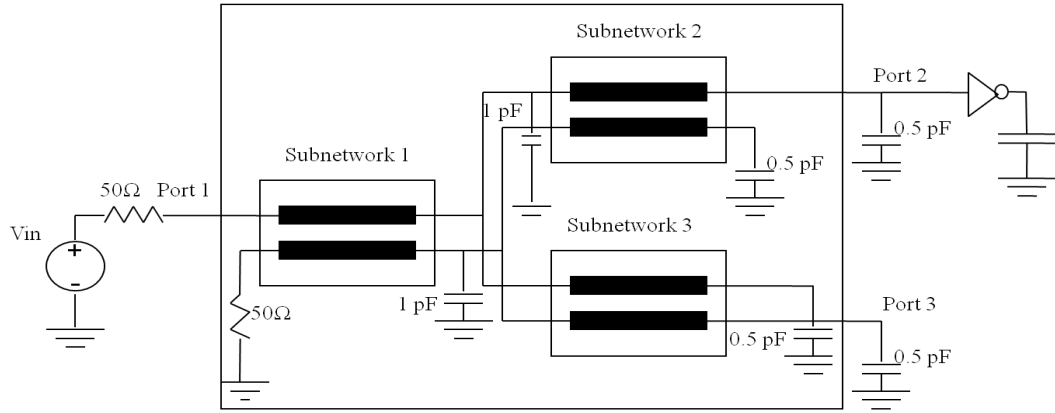 Subnetwork 2
Port 2
1 pF
0.5 pF
Subnetwork 1
0.5 pF
50Ω
Port 1
Vin
+
-
Subnetwork 3
50Ω
1 pF
Port 3
0.5 pF
0.5 pF